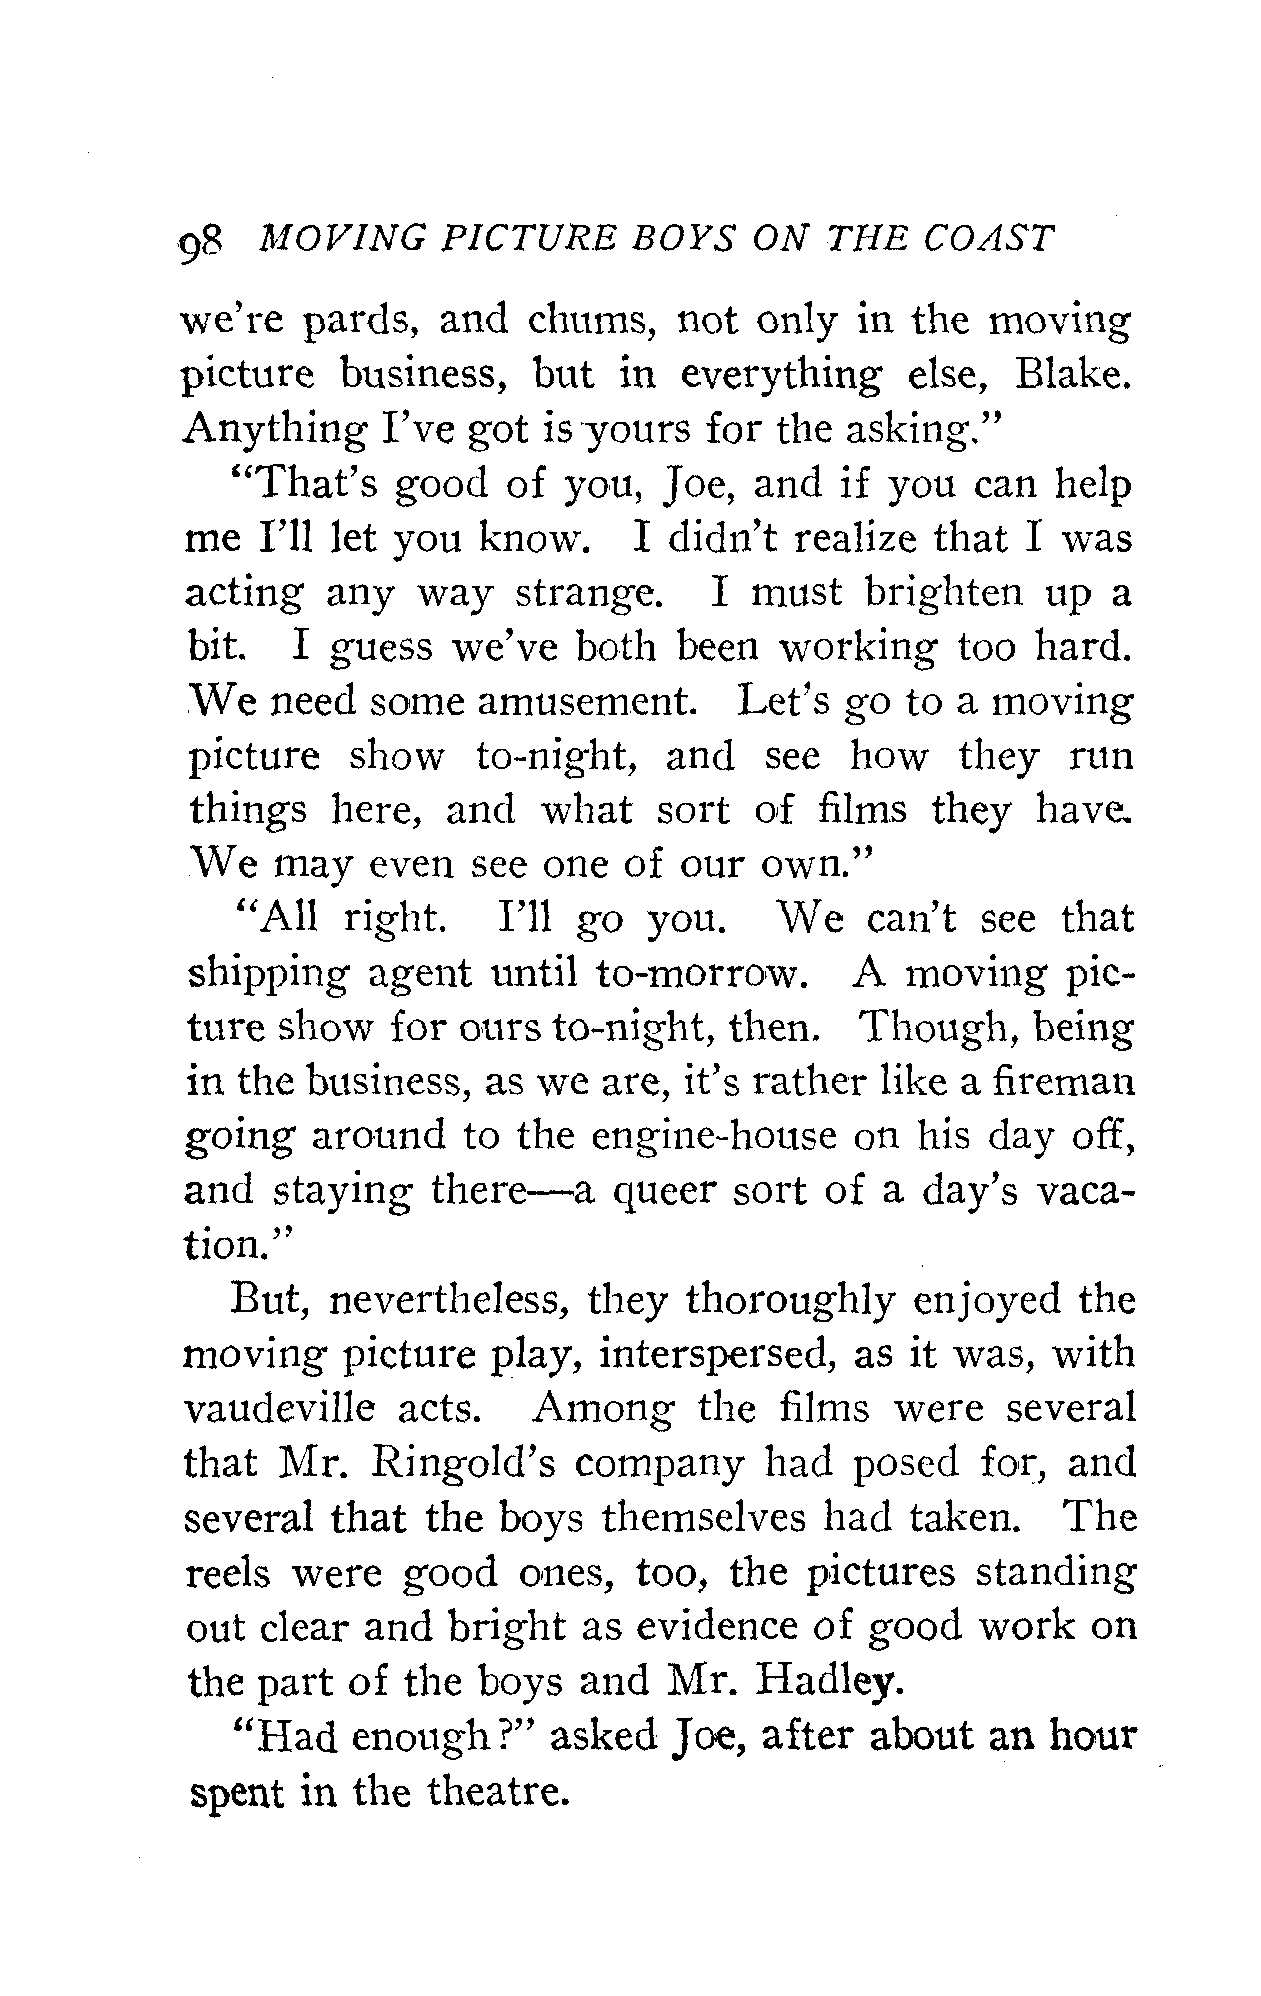 98 MOVING PICTURE BOYS ON THE COAST
we're pards, and chums, not only in the moving
picture business, but in everything else, Blake.
Anything I've got is yours for the asking."
"That's good of you, Joe, and if you can help
me I'll let you know. I didn't realize that I was
acting any way strange. I must brighten up a
bit. I guess we've both been working too hard.
We need some amusement. Let's go to a moving
picture show to-night, and see how they run
things here, and what sort of films they have.
We may even see one of our own."
"All right. I'll go you. We can't see that
shipping agent until to-morrow. A moving pic-
ture show for ours to-night, then. Though, being
in the business, as we are, it's rather like a fireman
going around to the engine-house on his day off,
and staying there—a queer sort of a day's vaca-
tion."
But, nevertheless, they thoroughly enjoyed the
moving picture play, interspersed, as it was, with
vaudeville acts. Among the films were several
that Mr. Ringold's company had posed for, and
several that the boys themselves had taken. The
reels were good ones, too, the pictures standing
out clear and bright as evidence of good work on
the part of the boys and Mr. Hadley.
"Had enough?" asked Joe, after about an hour
spent in the theatre.